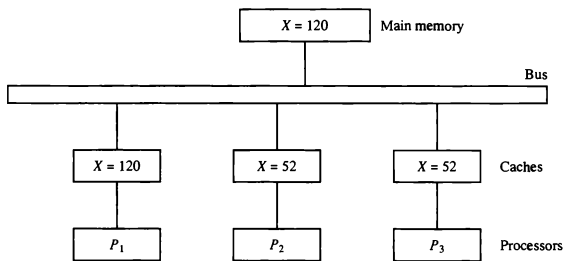 X = 120 Main memory
Bus
X = 120 X = 52 X = 52 Caches
P1 P2 P3 Processors